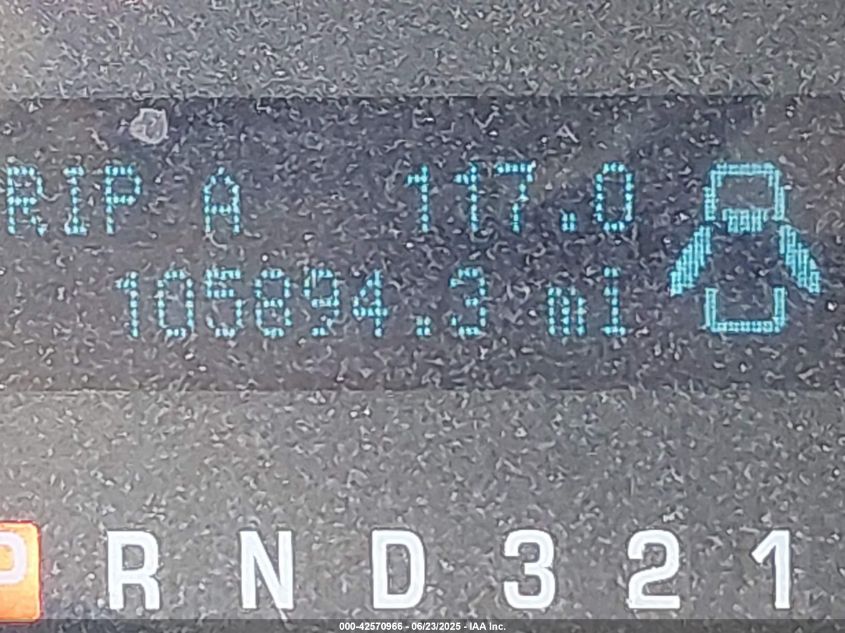 RIP A 117.0
105894.3 mi
P R N D 3 2 1
000-42570966 - 06/23/2025 - IAA Inc.